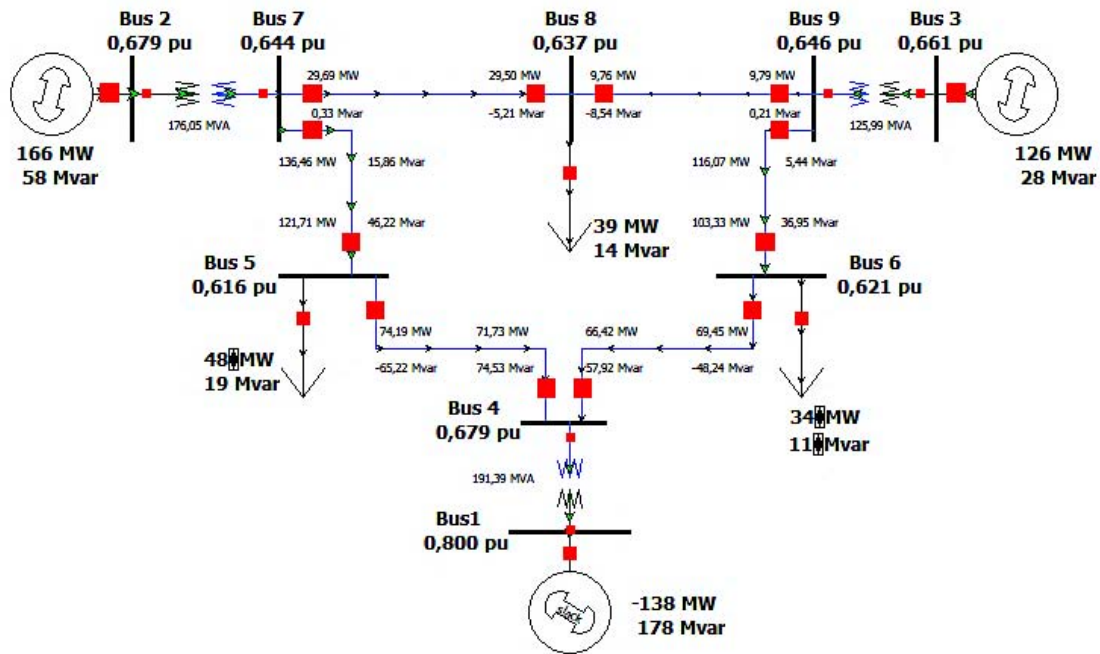 Bus 2
0,679 pu
Bus 7
0,644 pu
Bus 8
0,637 pu
Bus 9
0,646 pu
Bus 3
0,661 pu
29,69 MW
29,50 MW
9,76 MW
9,79 MW
0,33 Mvar
-5,21 Mvar
-8,54 Mvar
0,21 Mvar
176,05 MVA
125,99 MVA
166 MW
58 Mvar
126 MW
28 Mvar
136,46 MW
15,86 Mvar
116,07 MW
5,44 Mvar
121,71 MW
46,22 Mvar
103,33 MW
36,95 Mvar
39 MW
14 Mvar
Bus 5
0,616 pu
Bus 6
0,621 pu
74,19 MW
71,73 MW
66,42 MW
69,45 MW
-65,22 Mvar
74,53 Mvar
57,92 Mvar
-48,24 Mvar
48 MW
19 Mvar
34 MW
11 Mvar
Bus 4
0,679 pu
191,39 MVA
Bus1
0,800 pu
slack
-138 MW
178 Mvar